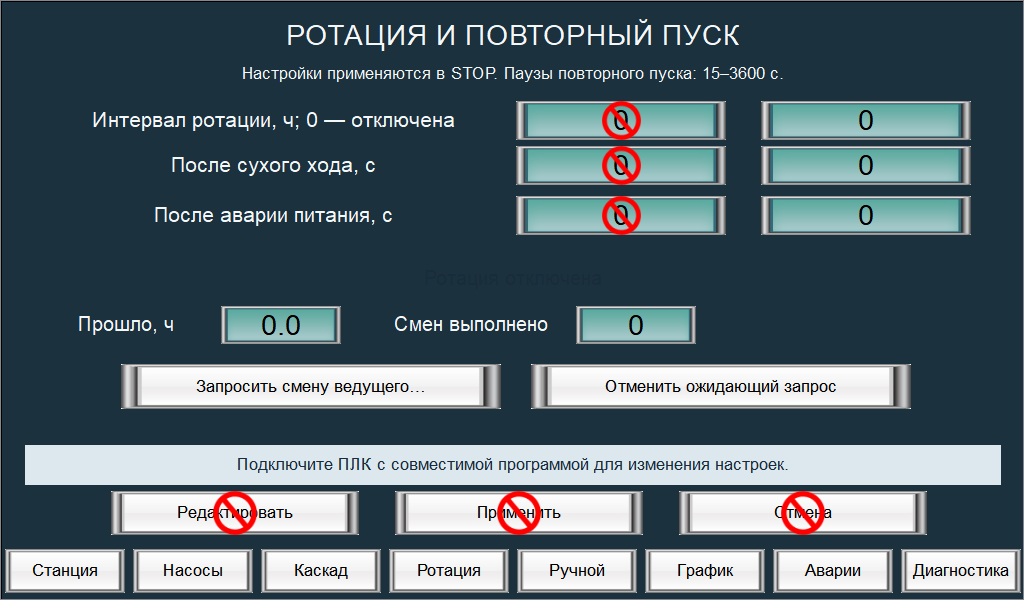 РОТАЦИЯ И ПОВТОРНЫЙ ПУСК
Настройки применяются в STOP. Паузы повторного пуска: 15–3600 с.
Интервал ротации, ч; 0 — отключена 0 0
После сухого хода, с 0 0
После аварии питания, с 0 0
Ротация отключена
Прошло, ч 0.0 Смен выполнено 0
Запросить смену ведущего... Отменить ожидающий запрос
Подключите ПЛК с совместимой программой для изменения настроек.
Редактировать Применить Отмена
Станция Насосы Каскад Ротация Ручной График Аварии Диагностика